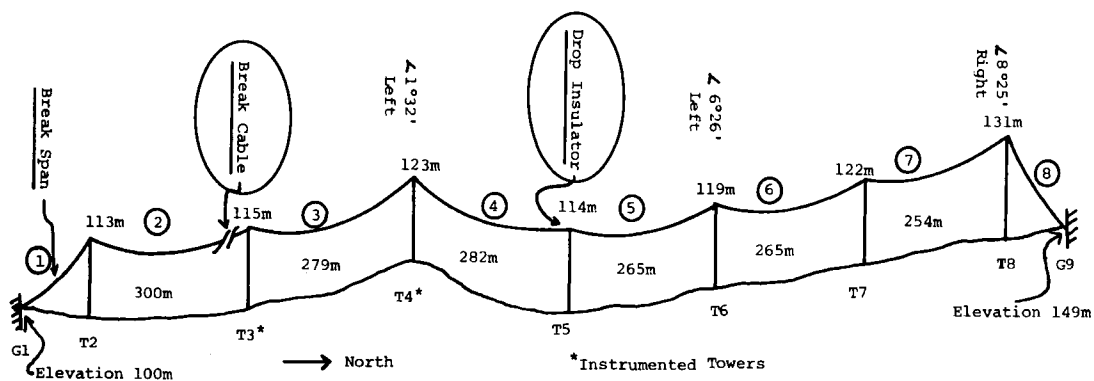 Break Span
Break Cable
∠1°32'
Left
Drop Insulator
∠ 6°26'
Left
∠8°25'
Right
131m
123m
122m
119m
113m
115m
114m
1
2
3
4
5
6
7
8
300m
279m
282m
265m
265m
254m
G1
T2
T3*
T4*
T5
T6
T7
T8
G9
Elevation 100m
North
*Instrumented Towers
Elevation 149m